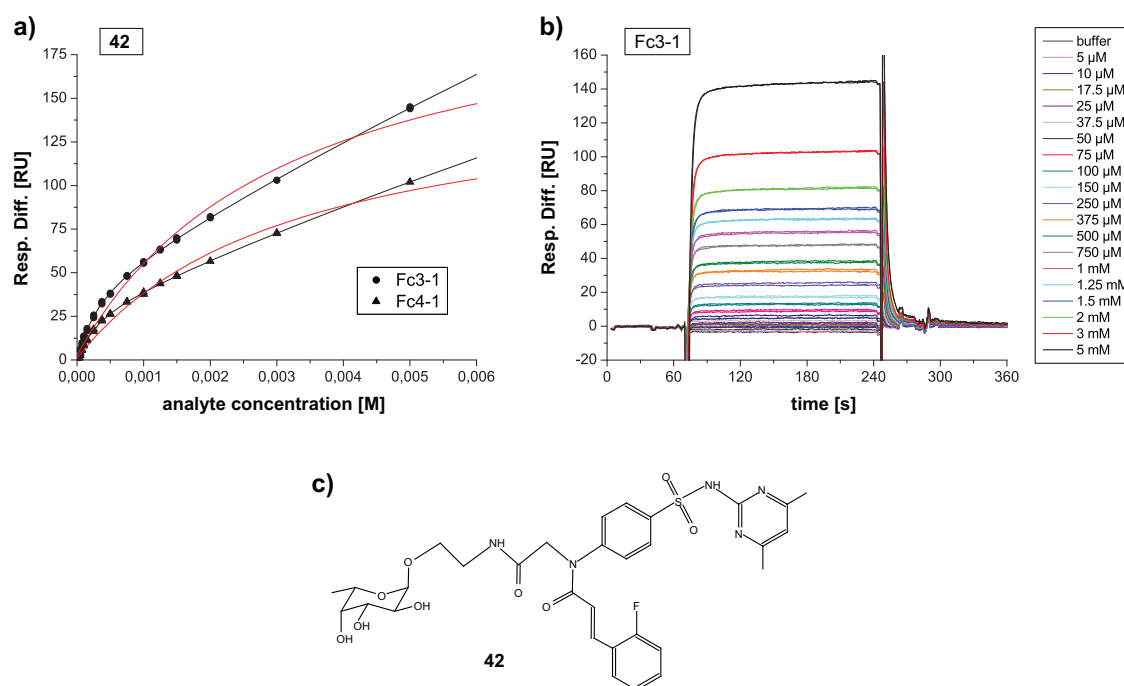 a)
42
Resp. Diff. [RU]
175
150
125
100
75
50
25
0
Fc3-1
Fc4-1
0,000 0,001 0,002 0,003 0,004 0,005 0,006
analyte concentration [M]
b)
Fc3-1
Resp. Diff. [RU]
160
140
120
100
80
60
40
20
0
-20
0 60 120 180 240 300 360
time [s]
buffer
5 µM
10 µM
17.5 µM
25 µM
37.5 µM
50 µM
75 µM
100 µM
150 µM
250 µM
375 µM
500 µM
750 µM
1 mM
1.25 mM
1.5 mM
2 mM
3 mM
5 mM
c)
O
S
O
NH
N
N
NH
O
O
N
O
O
F
OH
OH
OH
42